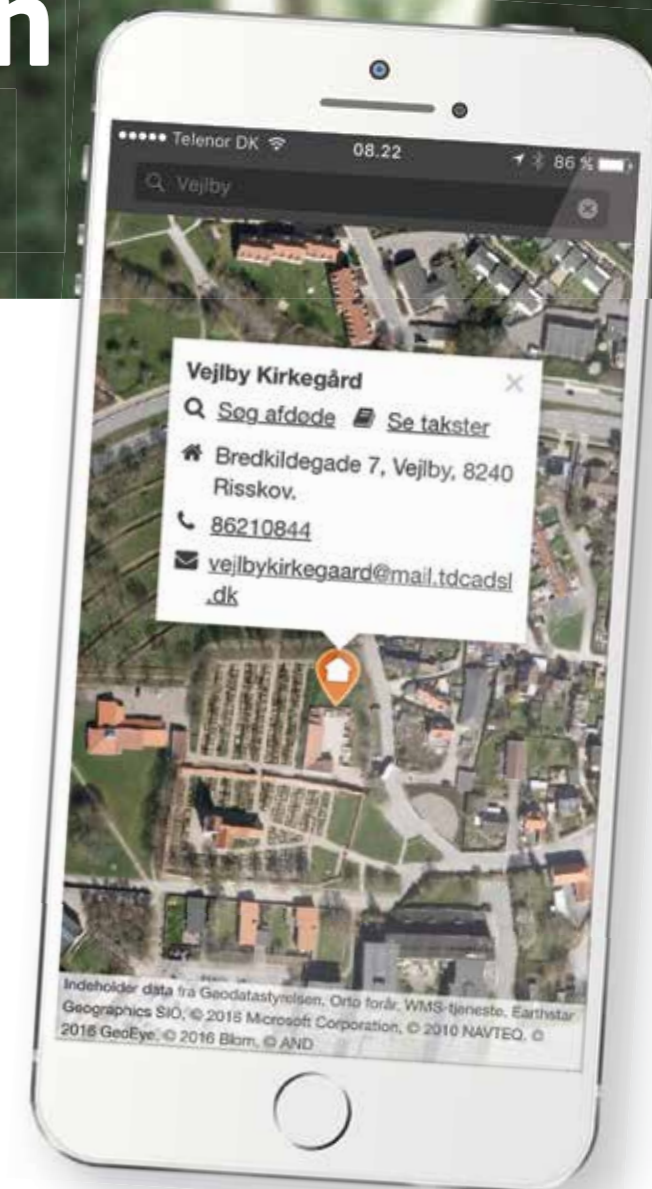 n
Telenor DK 08.22 86 %
Vejlby
Vejlby Kirkegård
Søg afdøde Se takster
Bredkildegade 7, Vejlby, 8240
Risskov.
86210844
vejlbykirkegaard@mail.tdcadsl
.dk
Indeholder data fra Geodatastyrelsen, Orto forår, WMS-tjeneste, Earthstar
Geographics SIO, © 2016 Microsoft Corporation, © 2010 NAVTEQ, ©
2016 GeoEye, © 2016 Blom, © AND